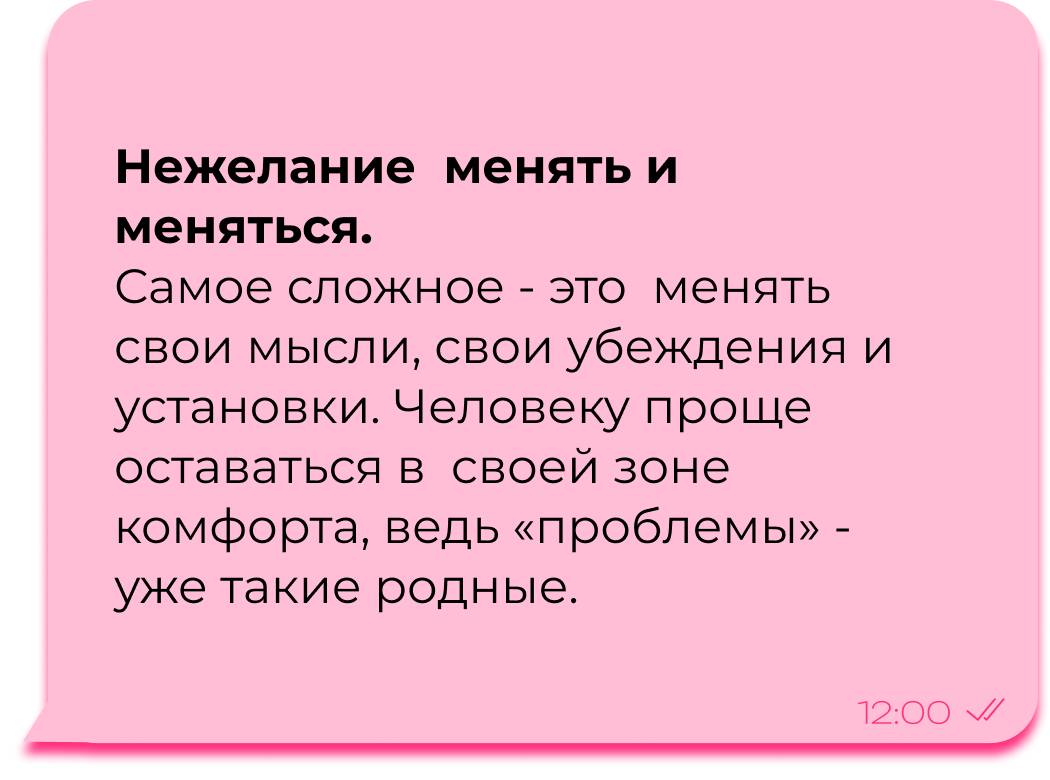 Нежелание  менять и
меняться.
Самое сложное - это  менять
свои мысли, свои убеждения и
установки. Человеку проще
оставаться в  своей зоне
комфорта, ведь «проблемы» -
уже такие родные.
12:00